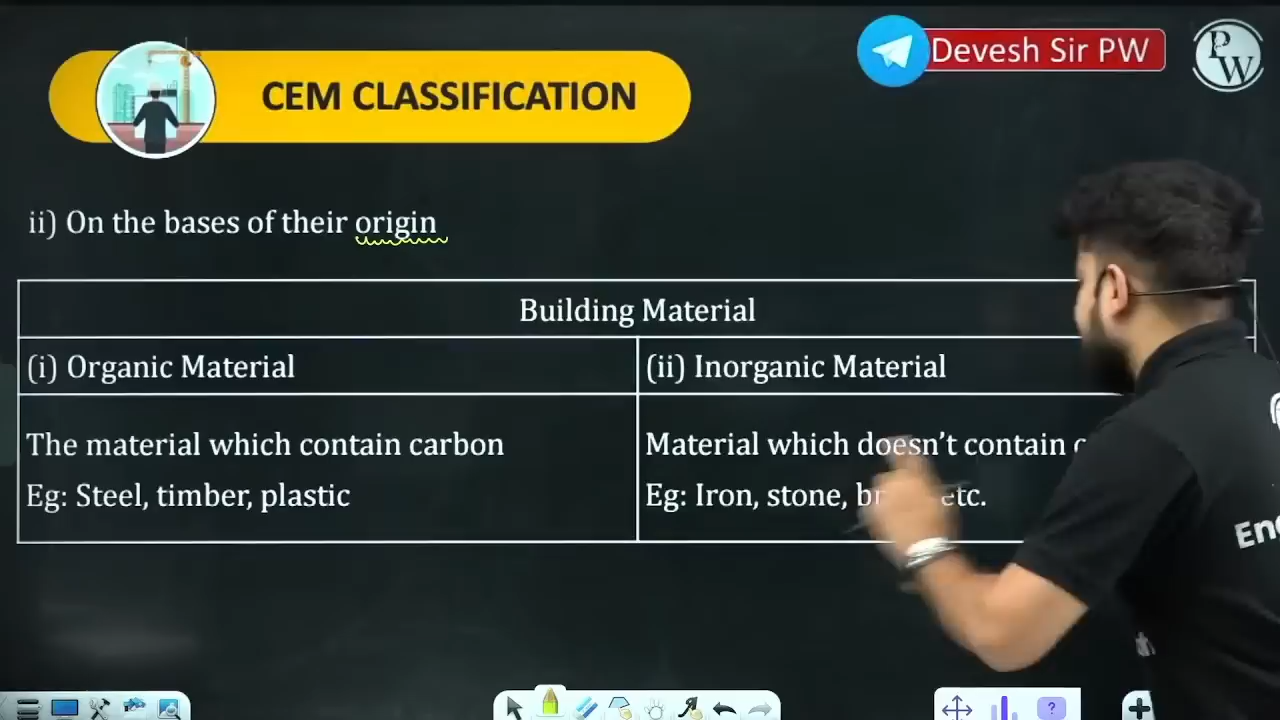 Devesh Sir PW
PW
CEM CLASSIFICATION
ii) On the bases of their origin
Building Material
(i) Organic Material
(ii) Inorganic Material
The material which contain carbon
Eg: Steel, timber, plastic
Material which doesn’t contain
Eg: Iron, stone, etc.